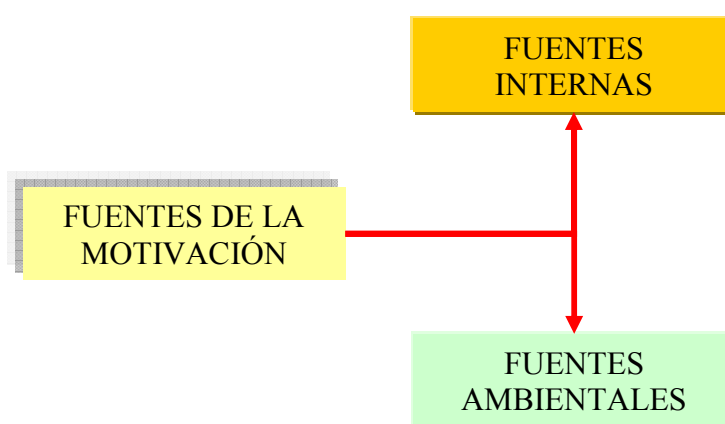 FUENTES
INTERNAS
FUENTES DE LA
MOTIVACIÓN
FUENTES
AMBIENTALES